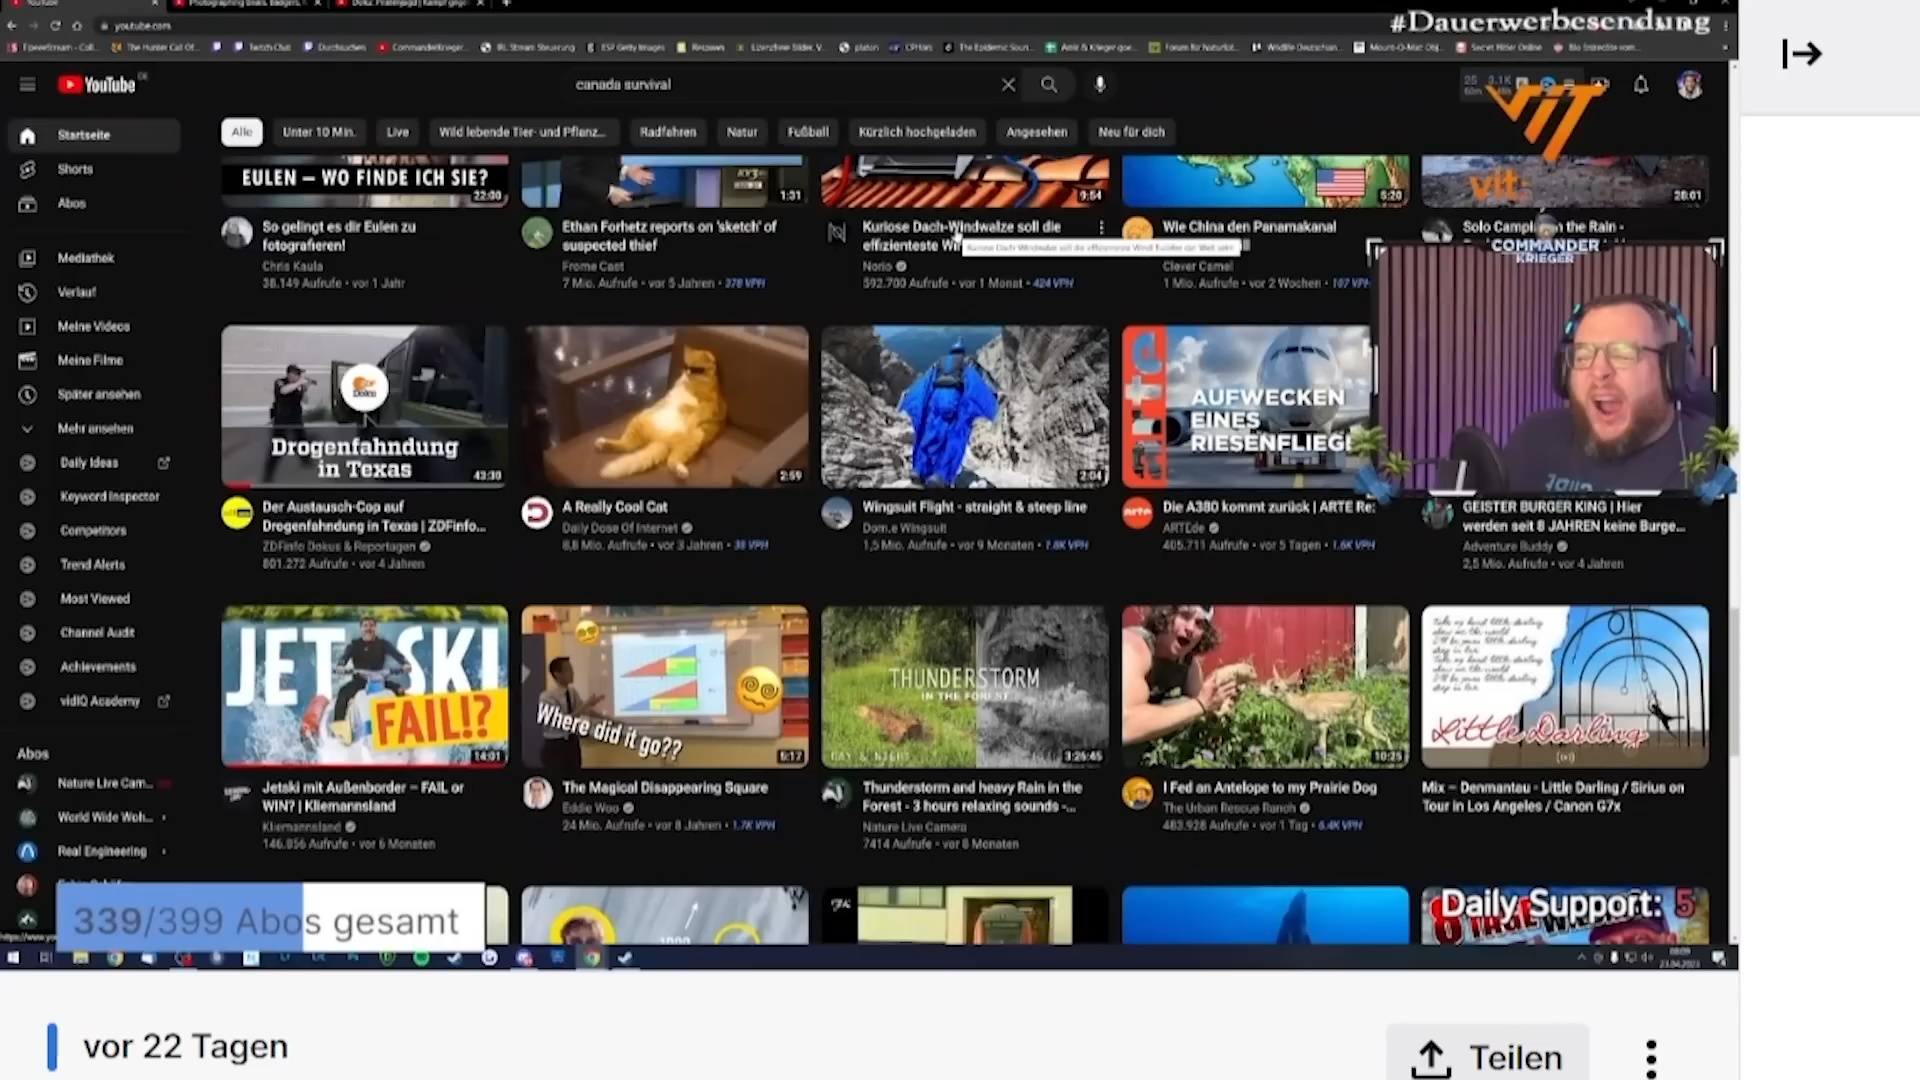 #Dauerwerbesendung
youtube.com
YouTube
canada survival
Startseite
Shorts
Abos
Mediathek
Verlauf
Meine Videos
Meine Filme
Später ansehen
Mehr ansehen
Daily Ideas
Keyword Inspector
Competitors
Trend Alerts
Most Viewed
Channel Audit
Achievements
vidIQ Academy
Abos
Nature Live Cam...
World Wide Woh...
Real Engineering
Alle
Unter 10 Min.
Live
Wild lebende Tier- und Pflanz...
Radfahren
Natur
Fußball
Kürzlich hochgeladen
Angesehen
Neu für dich
EULEN – WO FINDE ICH SIE?
22:00
1:31
9:54
5:20
28:01
So gelingt es dir Eulen zu
fotografieren!
Chris Kaula
38.149 Aufrufe • vor 1 Jahr
Ethan Forhetz reports on 'sketch' of
suspected thief
Frome Cast
7 Mio. Aufrufe • vor 5 Jahren • 378 VPH
Kuriose Dach-Windwalze soll die
effizienteste
Norio
592.700 Aufrufe • vor 1 Monat • 424 VPH
Wie China den Panamakanal
Clever Camel
1 Mio. Aufrufe • vor 2 Wochen • 107 VPH
COMMANDER
KRIEGER
ZDF
Doku
Drogenfahndung
in Texas
43:30
Der Austausch-Cop auf
Drogenfahndung in Texas | ZDFinfo...
ZDFinfo Dokus & Reportagen
801.272 Aufrufe • vor 4 Jahren
2:59
A Really Cool Cat
Daily Dose Of Internet
8,8 Mio. Aufrufe • vor 3 Jahren • 38 VPH
2:04
Wingsuit Flight - straight & steep line
Dom.e Wingsuit
1,5 Mio. Aufrufe • vor 9 Monaten • 7.8K VPH
arte
AUFWECKEN
EINES
RIESENFLIEG
Die A380 kommt zurück | ARTE Re:
ARTEde
405.711 Aufrufe • vor 5 Tagen • 1.6K VPH
GEISTER BURGER KING | Hier
werden seit 8 JAHREN keine Burge...
Adventure Buddy
2,5 Mio. Aufrufe • vor 4 Jahren
JET SKI
FAIL!?
14:01
Jetski mit Außenborder – FAIL or
WIN? | Kliemannsland
Kliemannsland
146.856 Aufrufe • vor 6 Monaten
Where did it go??
5:17
The Magical Disappearing Square
Eddie Woo
24 Mio. Aufrufe • vor 8 Jahren • 1.7K VPH
THUNDERSTORM
IN THE FOREST
DAY & NIGHT
3:26:45
Thunderstorm and heavy Rain in the
Forest - 3 hours relaxing sounds -...
Nature Live Camera
7414 Aufrufe • vor 8 Monaten
10:25
I Fed an Antelope to my Prairie Dog
The Urban Rescue Ranch
483.928 Aufrufe • vor 1 Tag • 6.4K VPH
Little Darling
Mix – Denmantau - Little Darling / Sirius on
Tour in Los Angeles / Canon G7x
339/399 Abos gesamt
Daily Support: 5
vor 22 Tagen
Teilen